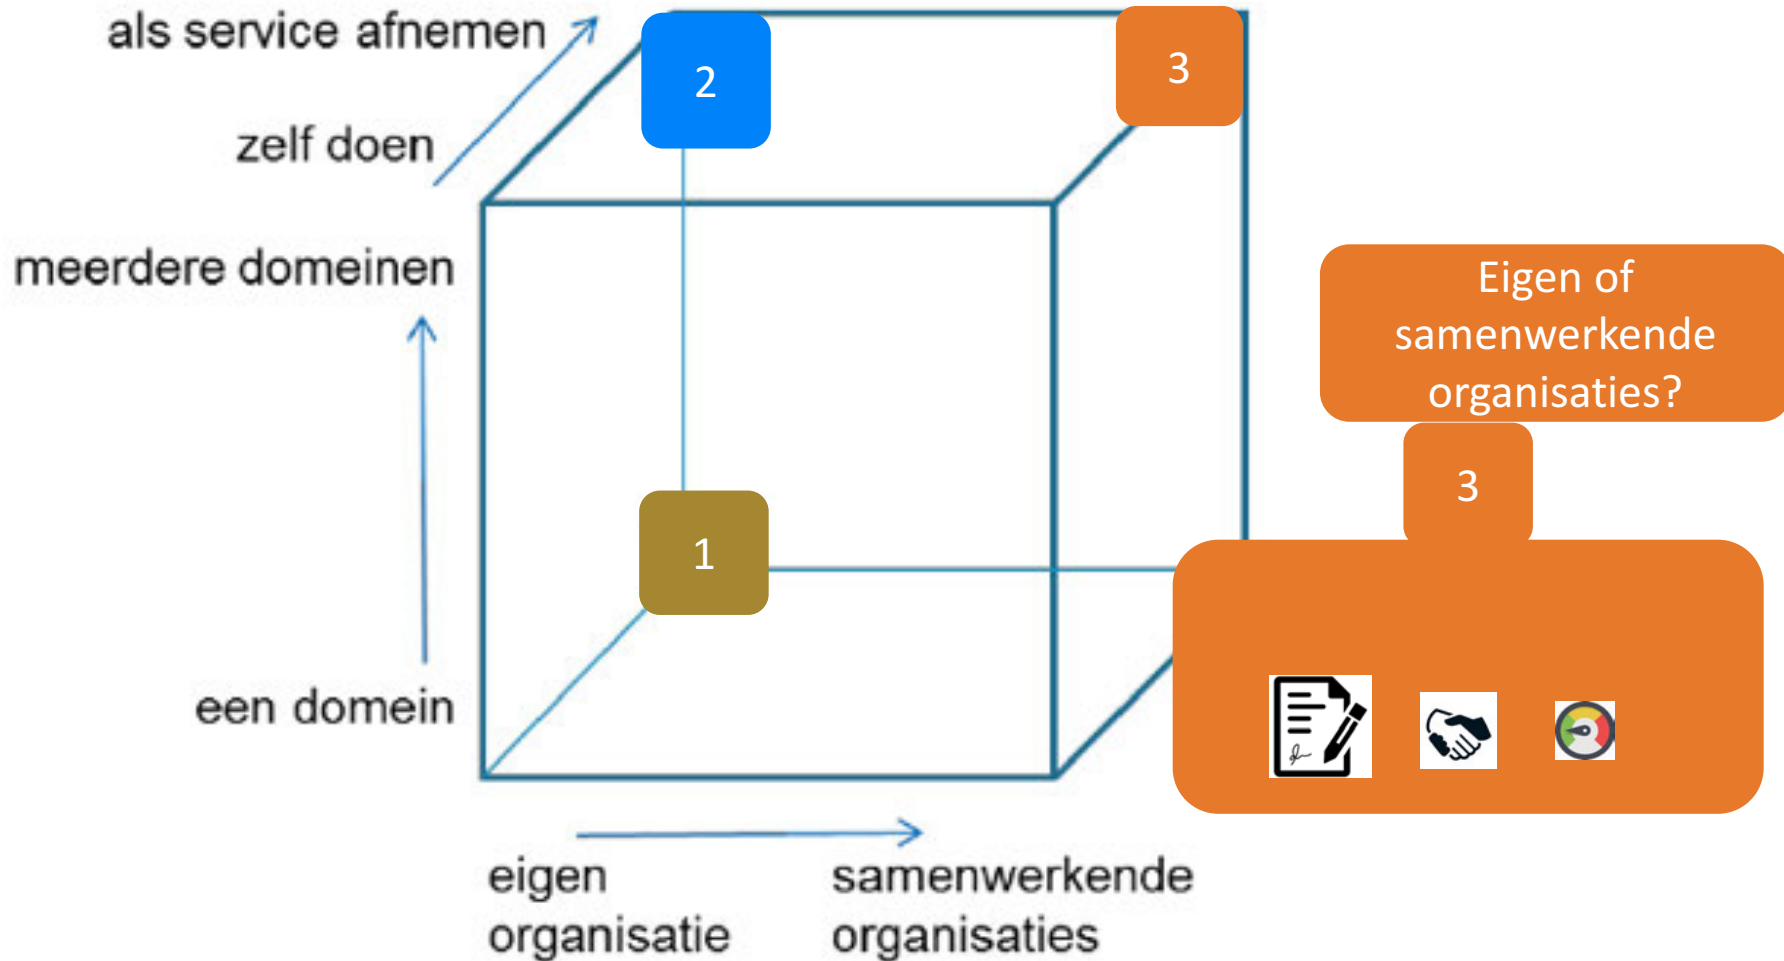 als service afnemen
zelf doen
meerdere domeinen
een domein
2
3
1
Eigen of
samenwerkende
organisaties?
3
eigen
organisatie
samenwerkende
organisaties